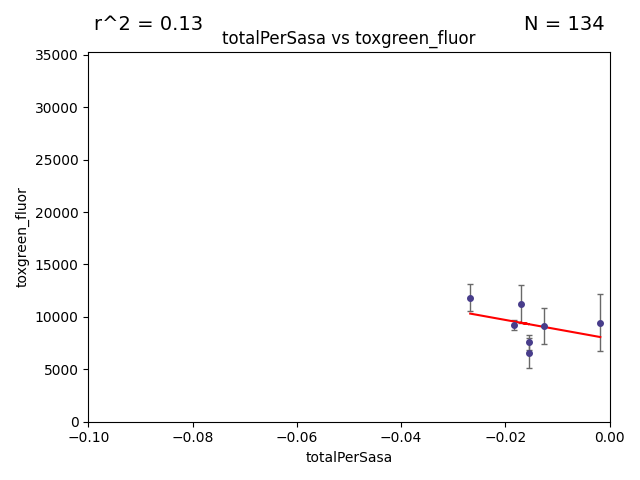 r^2 = 0.13
N = 134
totalPerSasa vs toxgreen_fluor
35000
30000
25000
20000
15000
10000
5000
0
toxgreen_fluor
−0.10
−0.08
−0.06
−0.04
−0.02
0.00
totalPerSasa